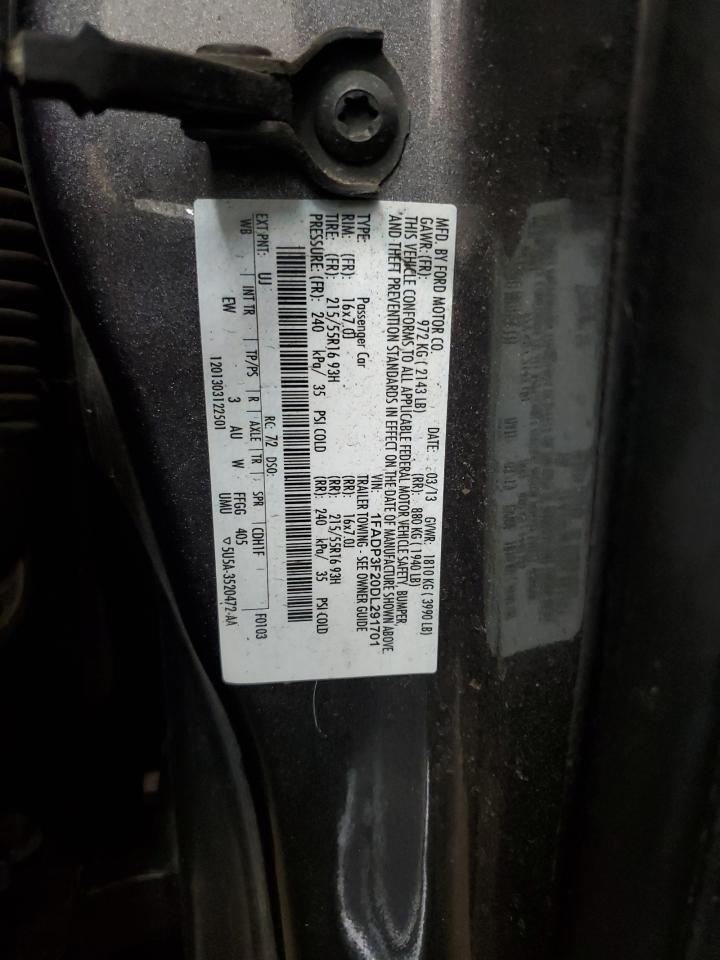 MFD. BY FORD MOTOR CO. DATE: 03/13 GVWR: 1810 KG ( 3990 LB)
GAWR: (FR): 972 KG ( 2143 LB) (RR): 880 KG ( 1940 LB)
THIS VEHICLE CONFORMS TO ALL APPLICABLE FEDERAL MOTOR VEHICLE SAFETY, BUMPER,
AND THEFT PREVENTION STANDARDS IN EFFECT ON THE DATE OF MANUFACTURE SHOWN ABOVE.
VIN: 1FADP3F20DL291701
TYPE: Passenger Car TRAILER TOWING - SEE OWNER GUIDE
RIM: (FR): 16x7.0J (RR): 16x7.0J
TIRE: (FR): 215/55R16 93H (RR): 215/55R16 93H
PRESSURE (FR): 240 kPa/ 35 PSI COLD (RR): 240 kPa/ 35 PSI COLD
EXT PNT: UJ RC: 72 DSO: F0103
WB INT TR TP/PS R AXLE TR SPR CDH1F
EW 3 AU W FFGG 405
UMU ▽5U5A-3520472-AA
1201303122501